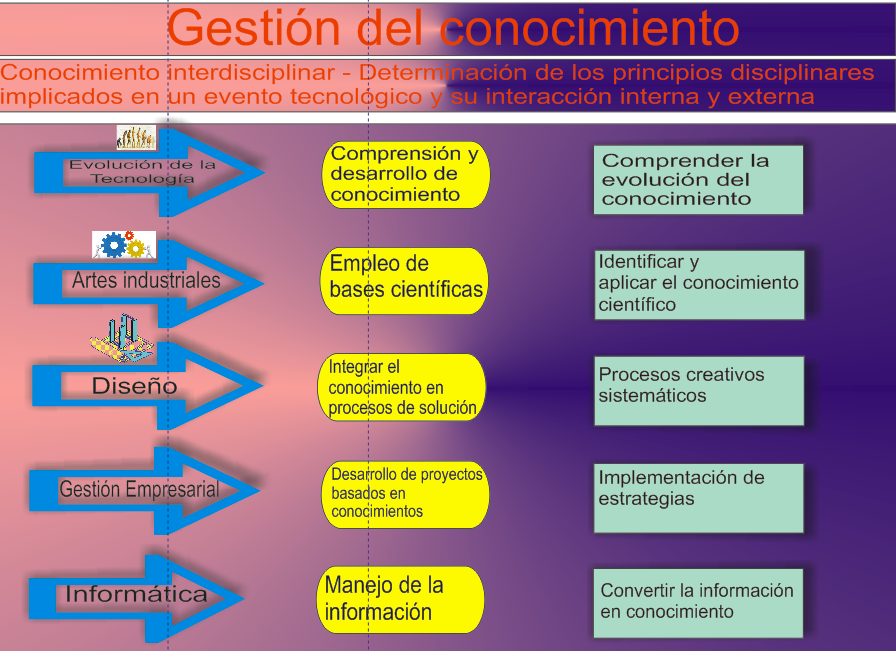 Gestión del conocimiento
Conocimiento interdisciplinar - Determinación de los principios disciplinares
implicados en un evento tecnológico y su interacción interna y externa
Evolución de la
Tecnología
Comprensión y
desarrollo de
conocimiento
Comprender la
evolución del
conocimiento
Artes industriales
Empleo de
bases científicas
Identificar y
aplicar el conocimiento
científico
Diseño
Integrar el
conocimiento en
procesos de solución
Procesos creativos
sistemáticos
Gestión Empresarial
Desarrollo de proyectos
basados en
conocimientos
Implementación de
estrategias
Informática
Manejo de la
información
Convertir la información
en conocimiento